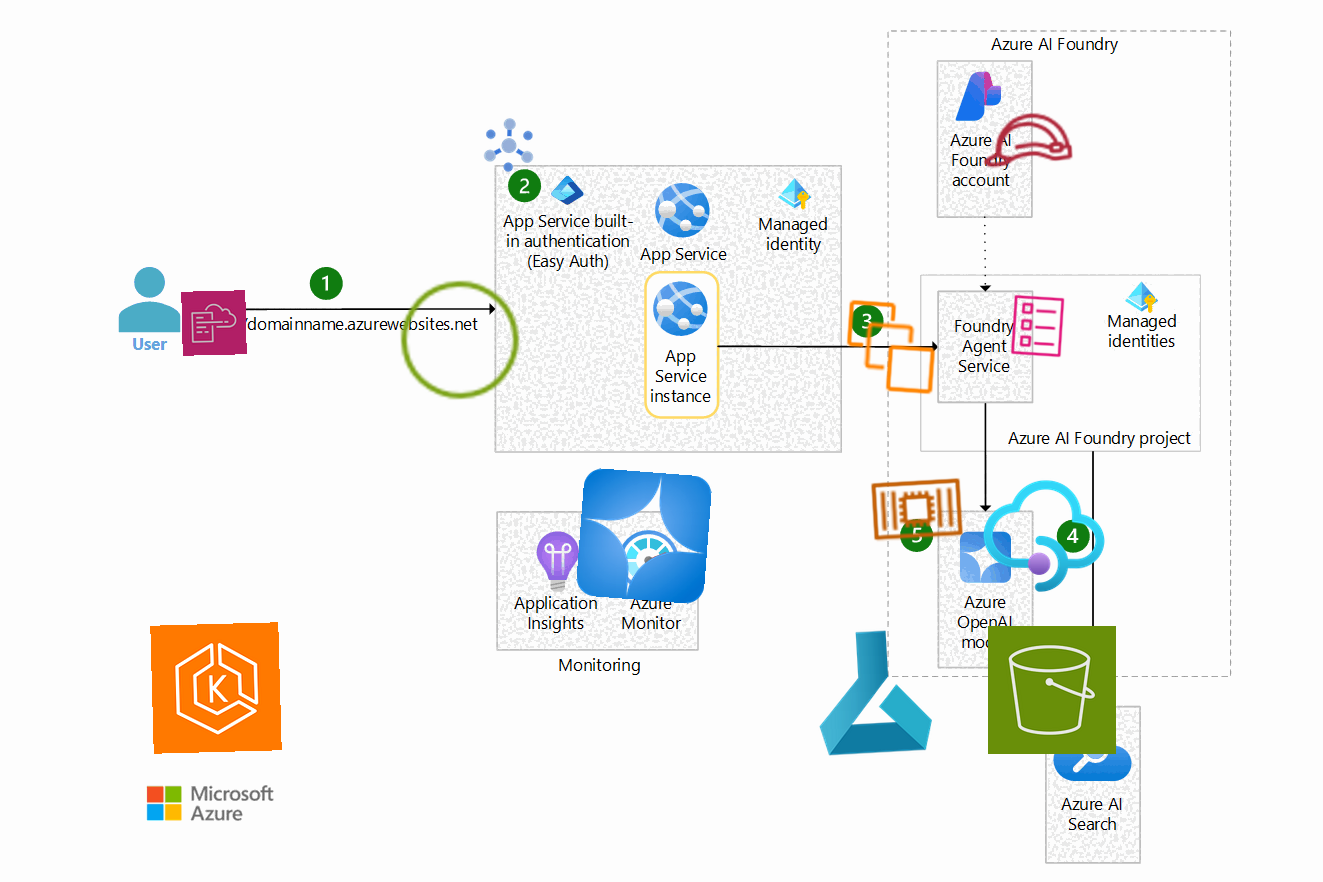 Azure AI Foundry
Azure AI
Foundry
account
2
App Service built-
in authentication
(Easy Auth)
App Service
Managed
identity
1
/domainname.azurewebsites.net
User
App
Service
instance
3
Foundry
Agent
Service
Managed
identities
Azure AI Foundry project
5
4
Azure
OpenAI
Application
Insights
Azure
Monitor
Monitoring
K
Microsoft
Azure
Azure AI
Search